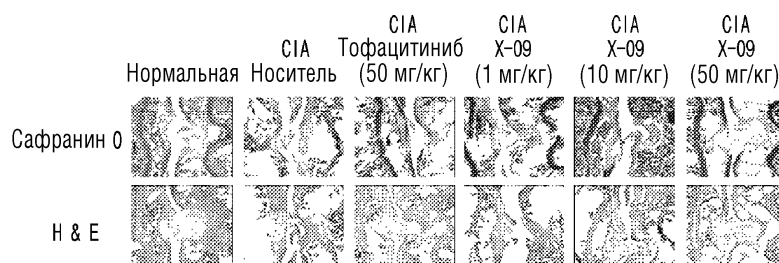 CIA CIA CIA CIA
CIA Тофацитиниб X-09 X-09 X-09
Нормальная Носитель (50 мг/кг) (1 мг/кг) (10 мг/кг) (50 мг/кг)
Сафранин O
H & E